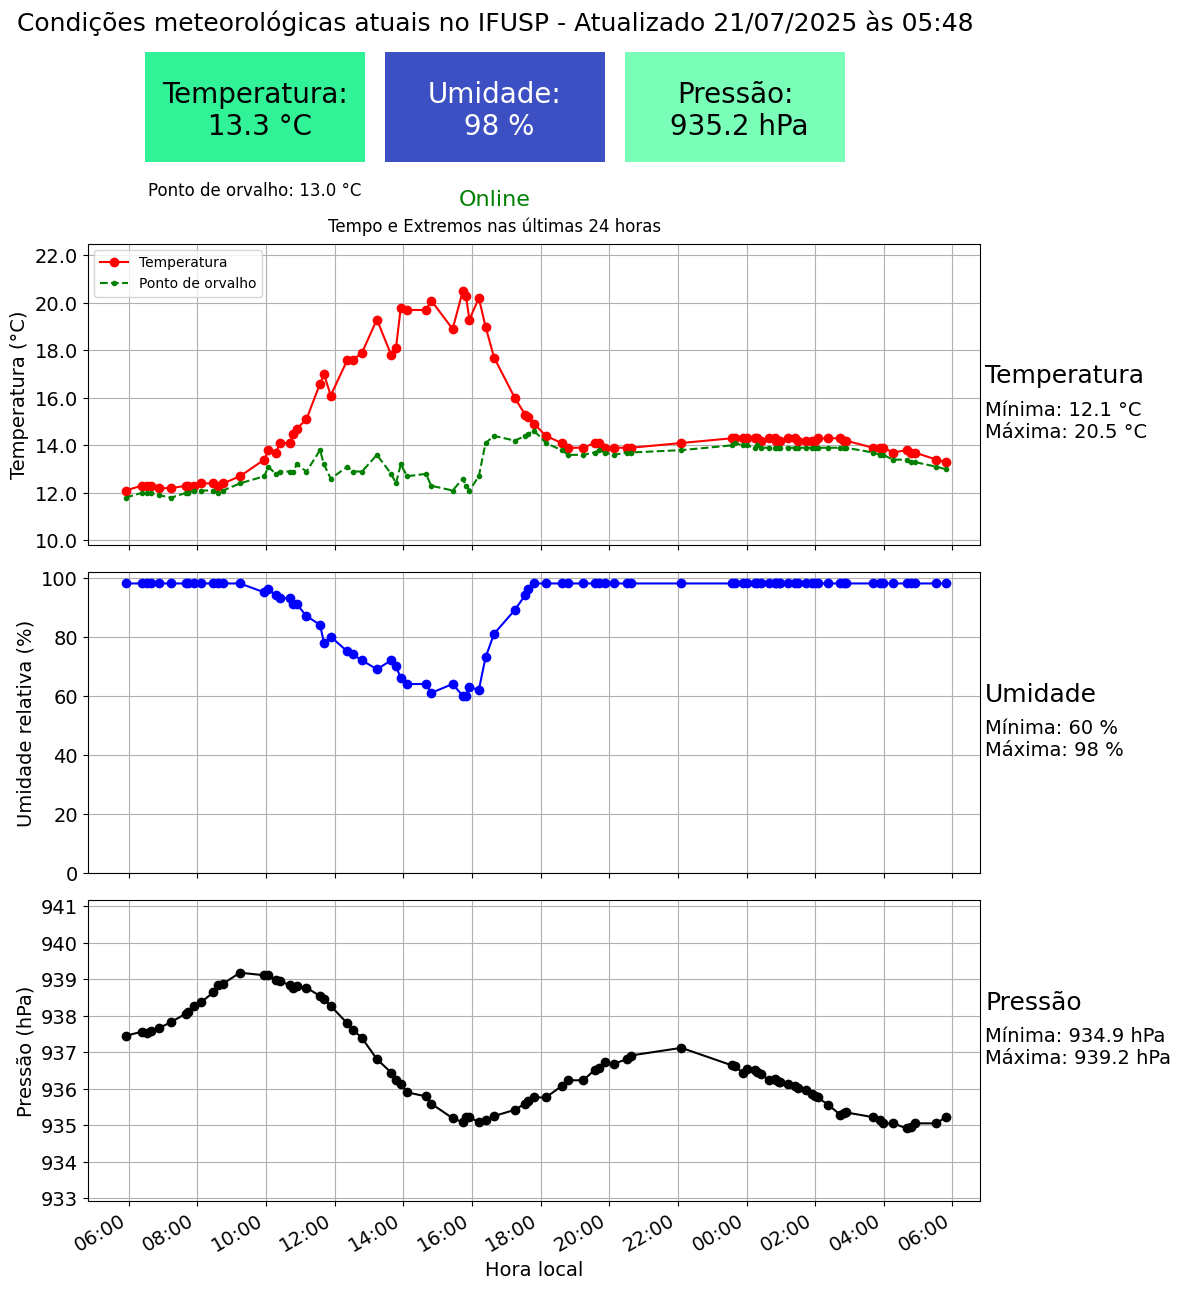 Condições meteorológicas atuais no IFUSP - Atualizado 21/07/2025 às 05:48
Temperatura:
13.3 °C
Umidade:
98 %
Pressão:
935.2 hPa
Ponto de orvalho: 13.0 °C
Online
Tempo e Extremos nas últimas 24 horas
Temperatura (°C)
22.0
20.0
18.0
16.0
14.0
12.0
10.0
Temperatura
Ponto de orvalho
Temperatura
Mínima: 12.1 °C
Máxima: 20.5 °C
Umidade relativa (%)
100
80
60
40
20
0
Umidade
Mínima: 60 %
Máxima: 98 %
Pressão (hPa)
941
940
939
938
937
936
935
934
933
Pressão
Mínima: 934.9 hPa
Máxima: 939.2 hPa
06:00
08:00
10:00
12:00
14:00
16:00
18:00
20:00
22:00
00:00
02:00
04:00
06:00
Hora local